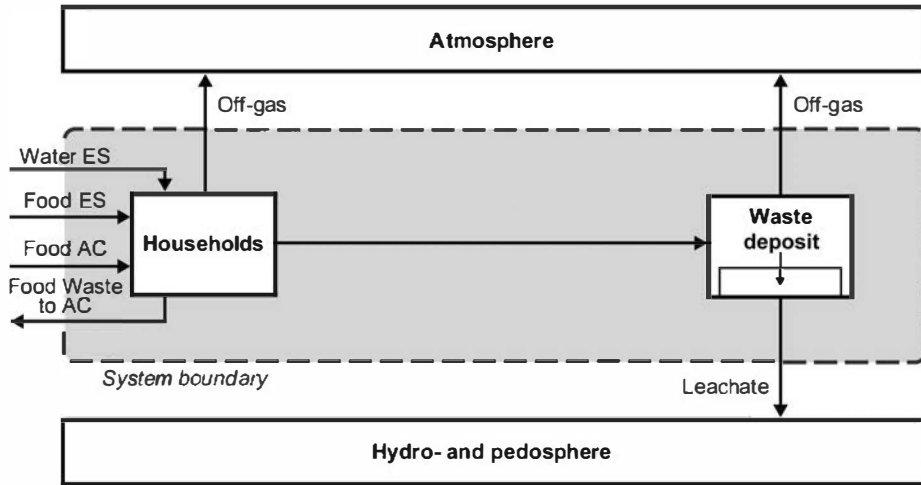 Atmosphere
Off-gas
Off-gas
Water ES
Food ES
Food AC
Food Waste
to AC
Households
Waste
deposit
System boundary
Leachate
Hydro- and pedosphere